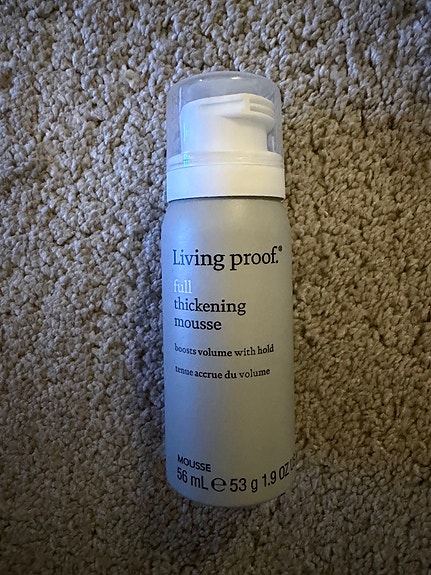 Living proof.®
full
thickening
mousse
boosts volume with hold
tenue accrue du volume
MOUSSE
56 mL ℮ 53 g 1.9 OZ